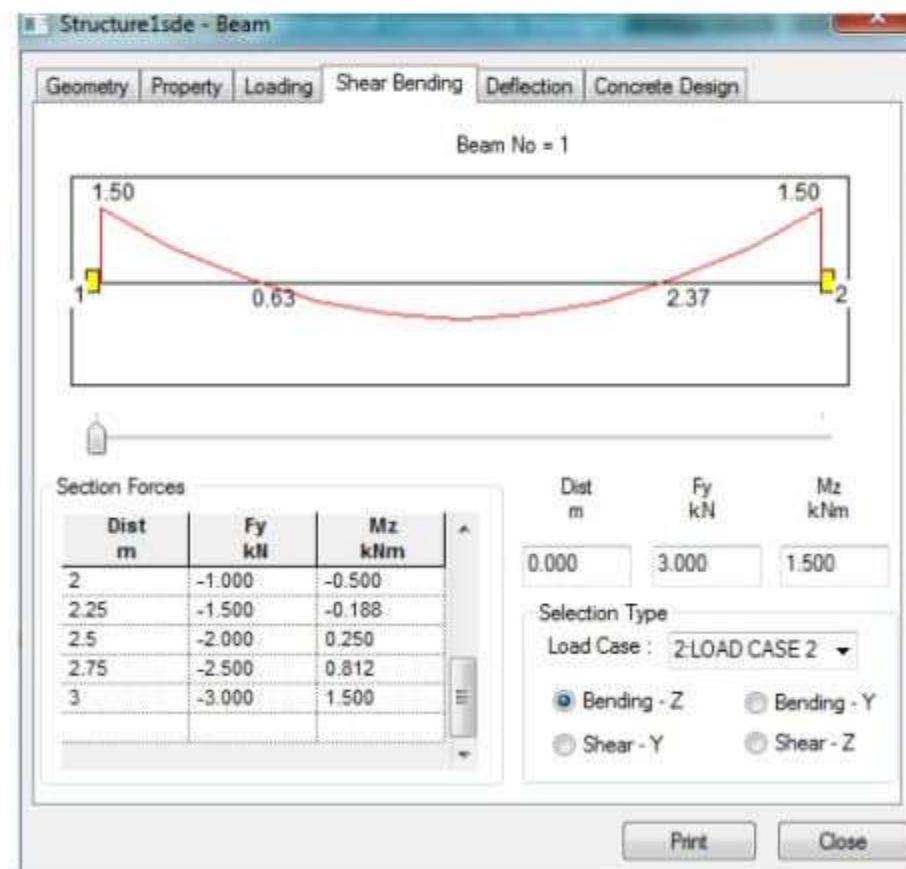 Structure1sde - Beam
x
Geometry Property Loading Shear Bending Deflection Concrete Design
Beam No = 1
1.50 1.50
1 0.63 2.37 2
Section Forces
Dist m Fy kN Mz kNm
2 -1.000 -0.500
2.25 -1.500 -0.188
2.5 -2.000 0.250
2.75 -2.500 0.812
3 -3.000 1.500
Dist m Fy kN Mz kNm
0.000 3.000 1.500
Selection Type
Load Case : 2:LOAD CASE 2
Bending - Z Bending - Y
Shear - Y Shear - Z
Print Close